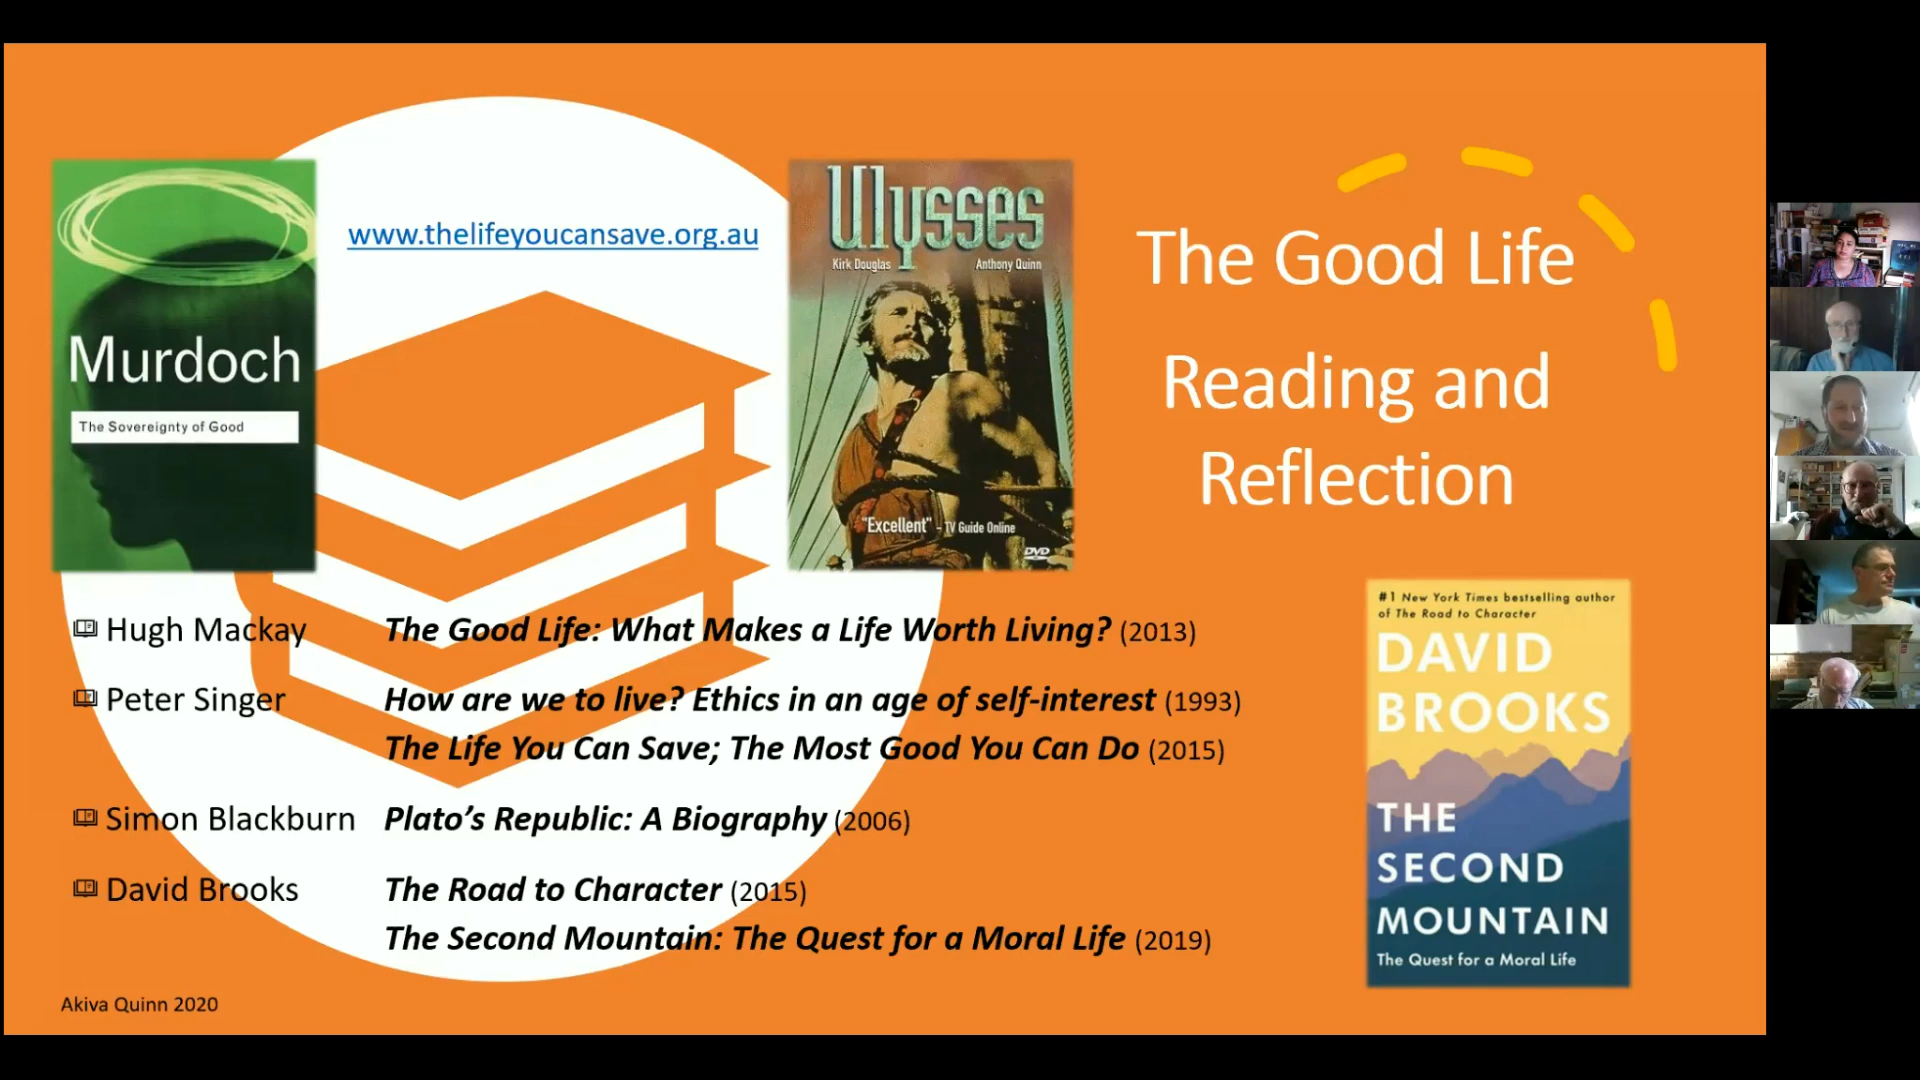 Murdoch
The Sovereignty of Good
www.thelifeyoucansave.org.au
Ulysses
Kirk Douglas
Anthony Quinn
"Excellent" - TV Guide Online
DVD
The Good Life
Reading and
Reflection
Hugh Mackay The Good Life: What Makes a Life Worth Living? (2013)
Peter Singer How are we to live? Ethics in an age of self-interest (1993)
The Life You Can Save; The Most Good You Can Do (2015)
Simon Blackburn Plato’s Republic: A Biography (2006)
David Brooks The Road to Character (2015)
The Second Mountain: The Quest for a Moral Life (2019)
#1 New York Times bestselling author
of The Road to Character
DAVID
BROOKS
THE
SECOND
MOUNTAIN
The Quest for a Moral Life
Akiva Quinn 2020